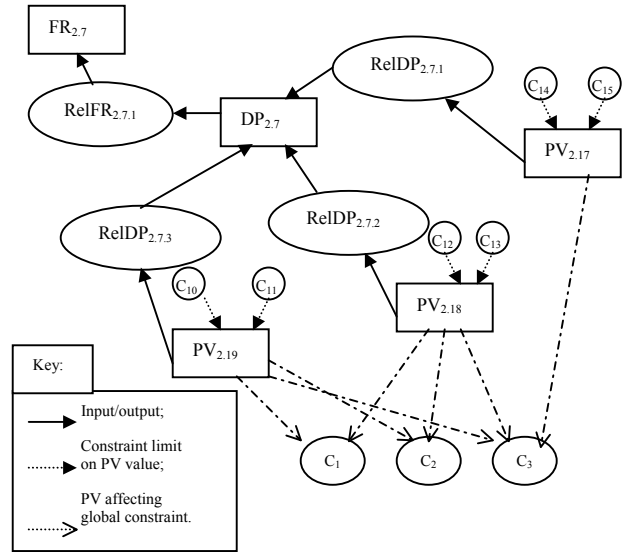 FR2.7
RelDP2.7.1
C14
C15
RelFR2.7.1
DP2.7
PV2.17
RelDP2.7.3
RelDP2.7.2
C12
C13
C10
C11
PV2.18
PV2.19
Key:
Input/output;
Constraint limit
on PV value;
PV affecting
global constraint.
C1
C2
C3